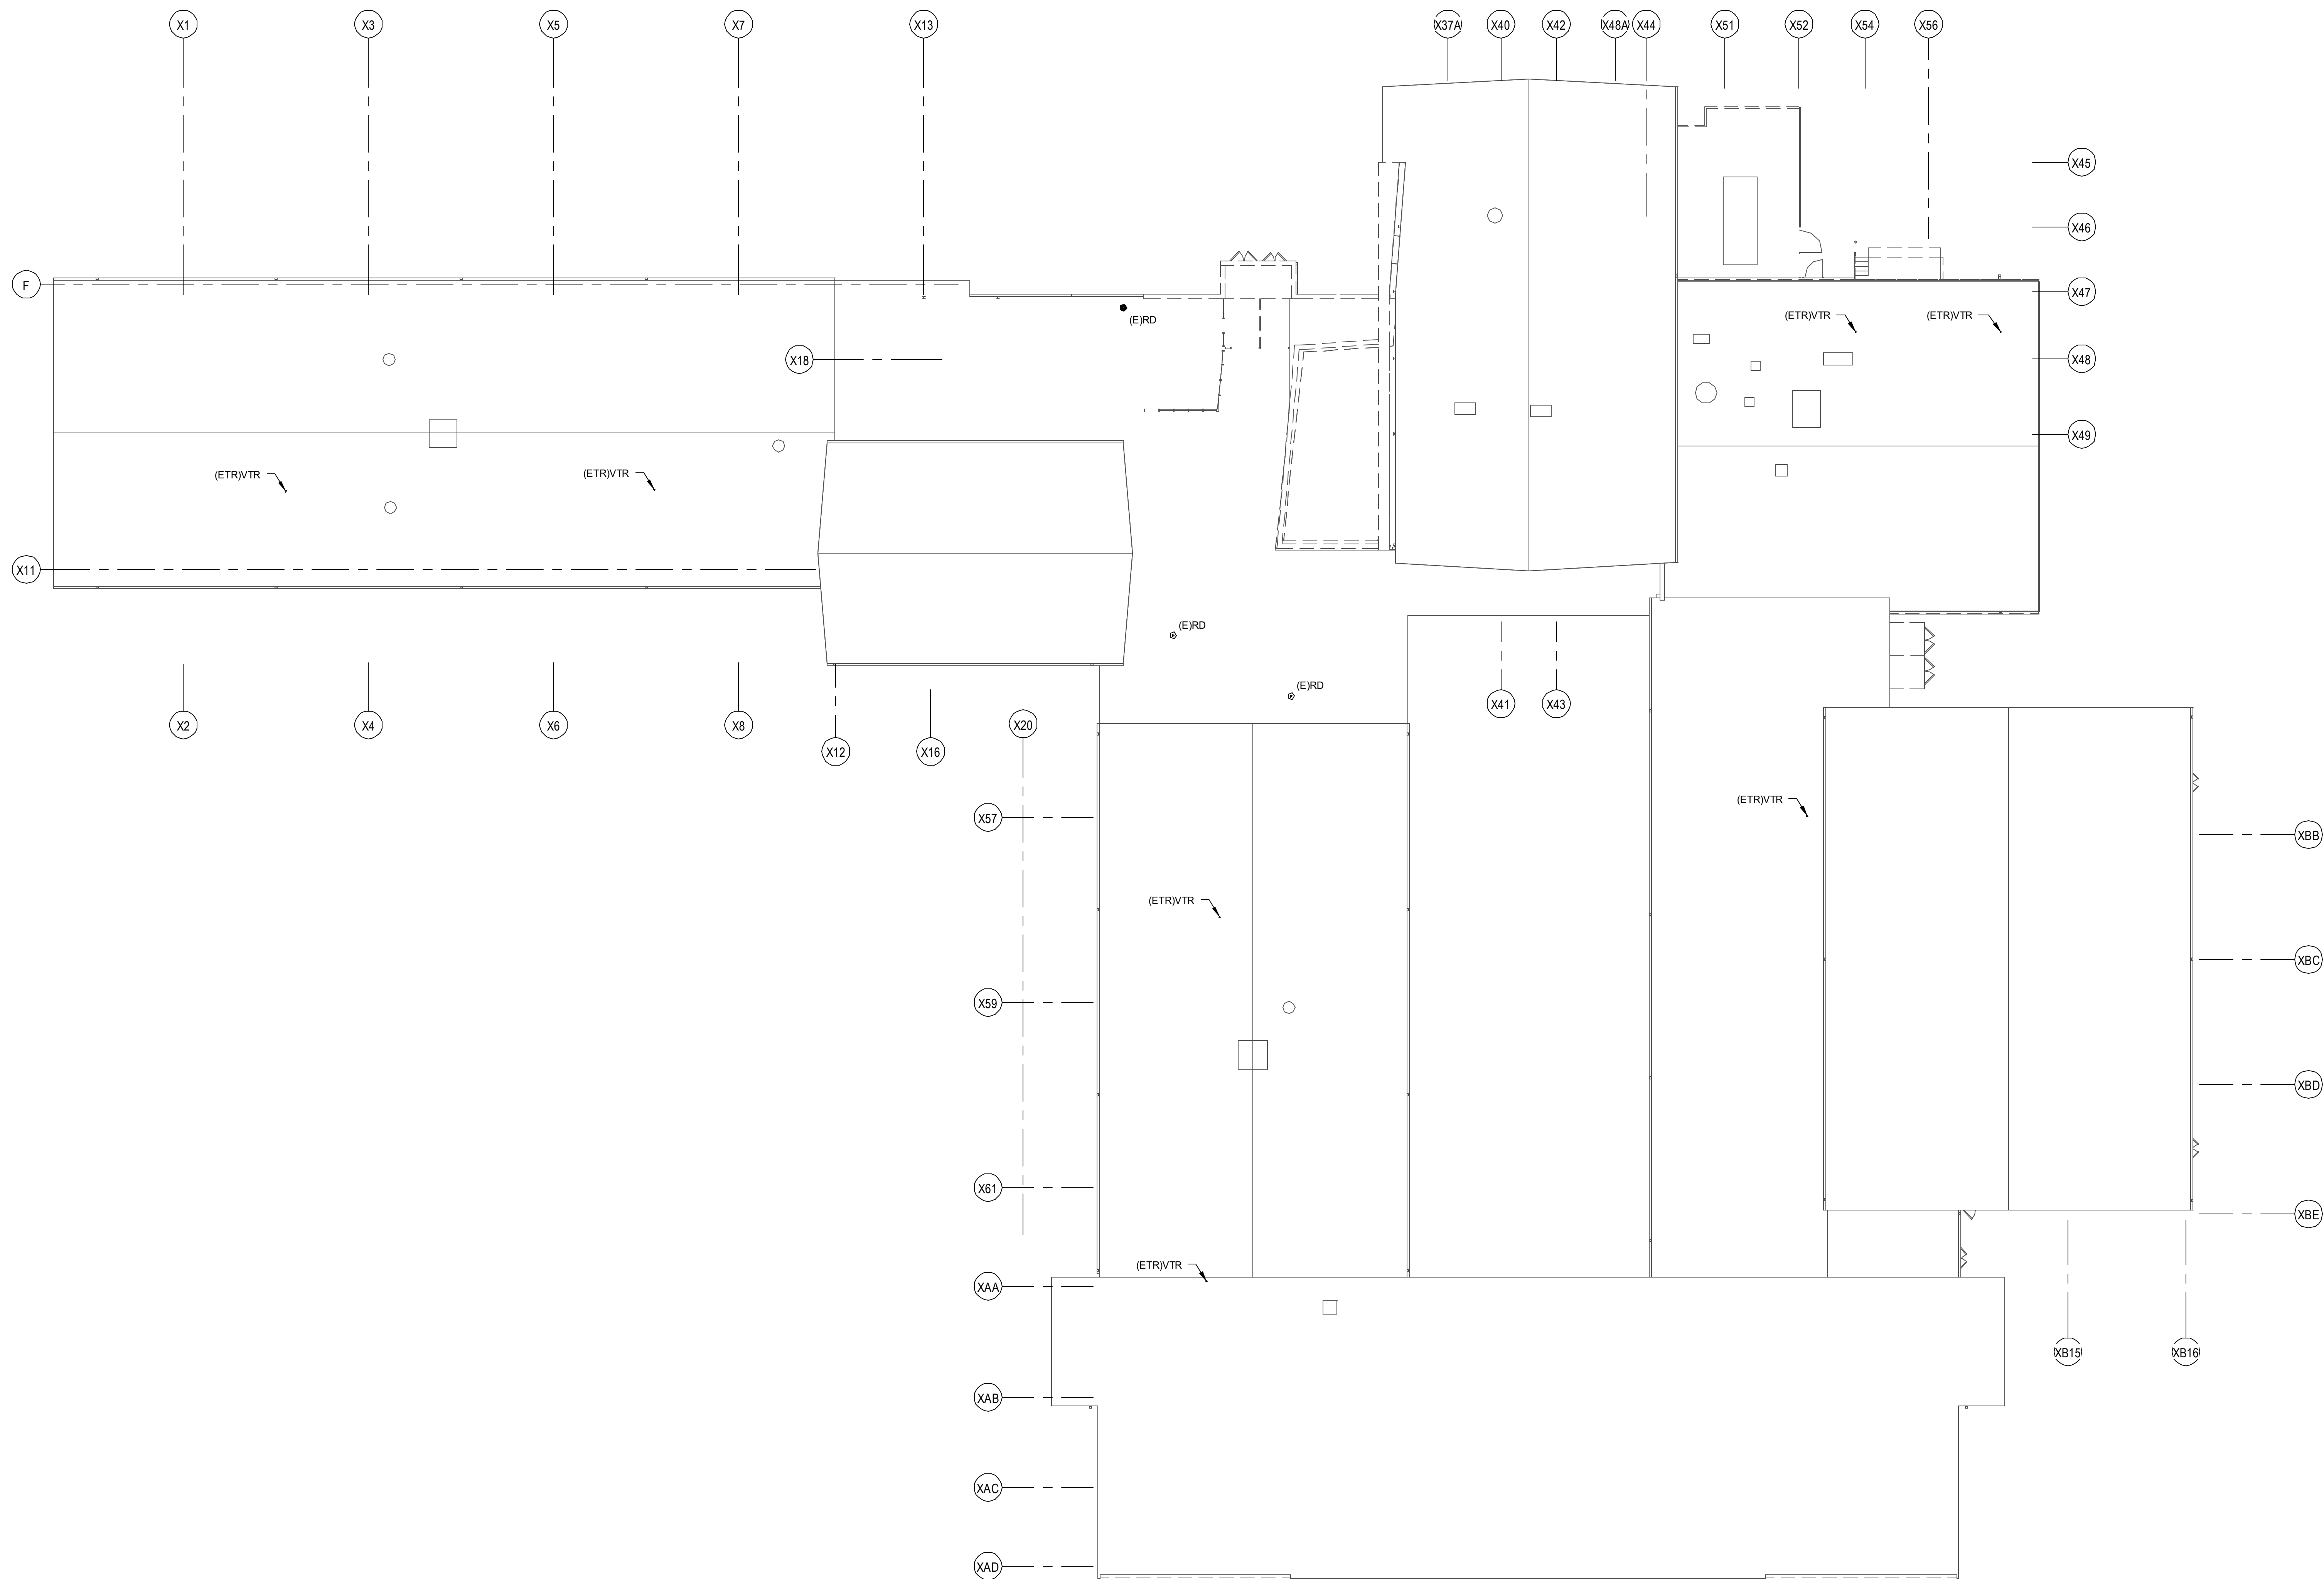 X1
X3
X5
X7
X13
X37A
X40
X42
X48A
X44
X51
X52
X54
X56
X45
X46
F
X47
(E)RD
(ETR)VTR
(ETR)VTR
X18
X48
X49
(ETR)VTR
(ETR)VTR
X11
(E)RD
(E)RD
X41
X43
X2
X4
X6
X8
X20
X12
X16
(ETR)VTR
X57
XBB
(ETR)VTR
XBC
X59
XBD
X61
XBE
(ETR)VTR
XAA
XB15
XB16
XAB
XAC
XAD